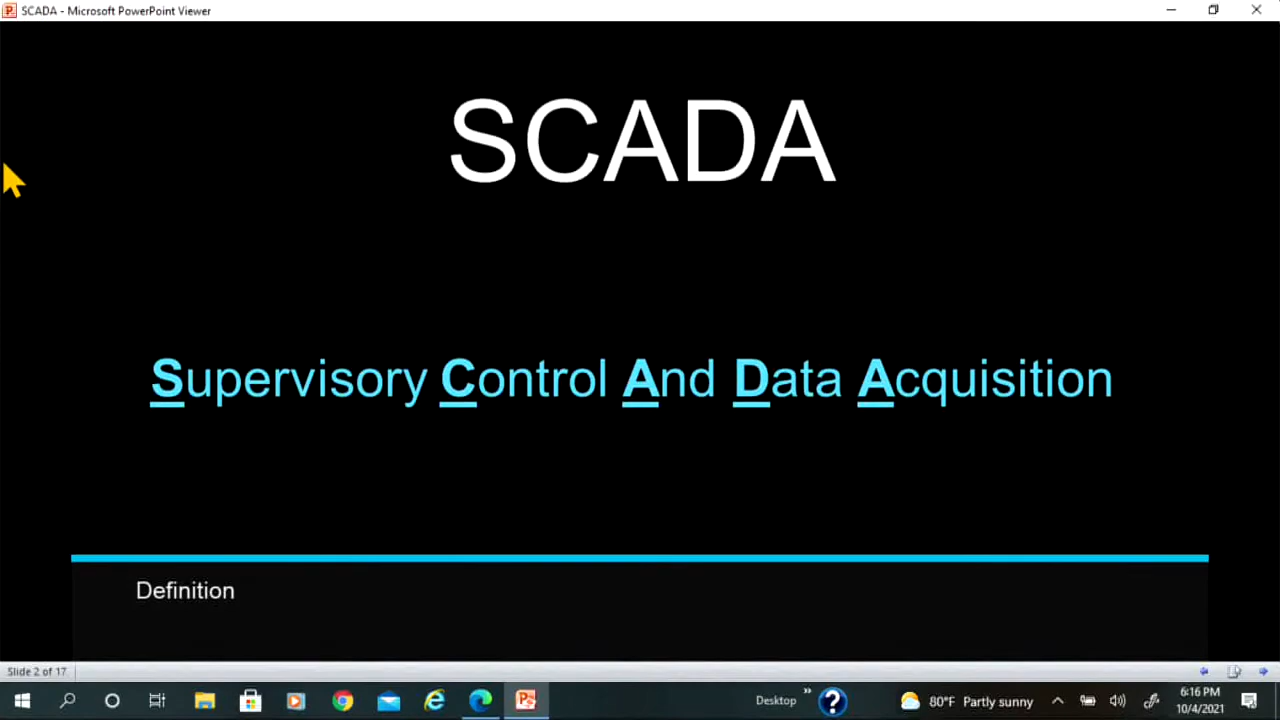 SCADA - Microsoft PowerPoint Viewer
SCADA
Supervisory Control And Data Acquisition
Definition
Slide 2 of 17
Desktop
80°F Partly sunny
6:16 PM
10/4/2021